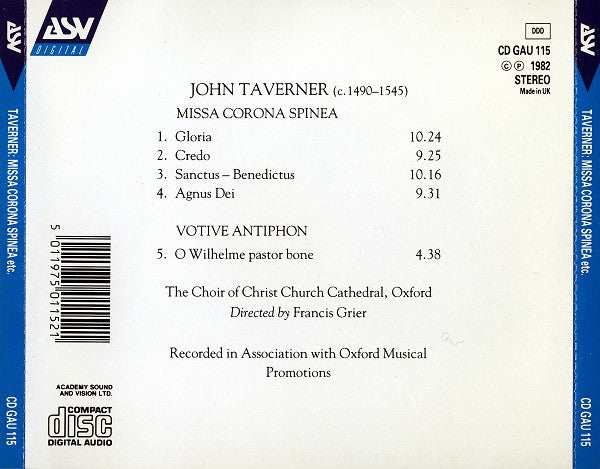 ASV
DIGITAL
DDD
CD GAU 115
© ℗ 1982
STEREO
Made in UK
JOHN TAVERNER (c. 1490–1545)
MISSA CORONA SPINEA
1. Gloria 10.24
2. Credo 9.25
3. Sanctus – Benedictus 10.16
4. Agnus Dei 9.31
VOTIVE ANTIPHON
5. O Wilhelme pastor bone 4.38
The Choir of Christ Church Cathedral, Oxford
Directed by Francis Grier
Recorded in Association with Oxford Musical
Promotions
5 011975 011521
ACADEMY SOUND
AND VISION LTD.
COMPACT
disc
DIGITAL AUDIO
ASV
TAVERNER: MISSA CORONA SPINEA etc.
CD GAU 115
ASV
TAVERNER: MISSA CORONA SPINEA etc.
CD GAU 115